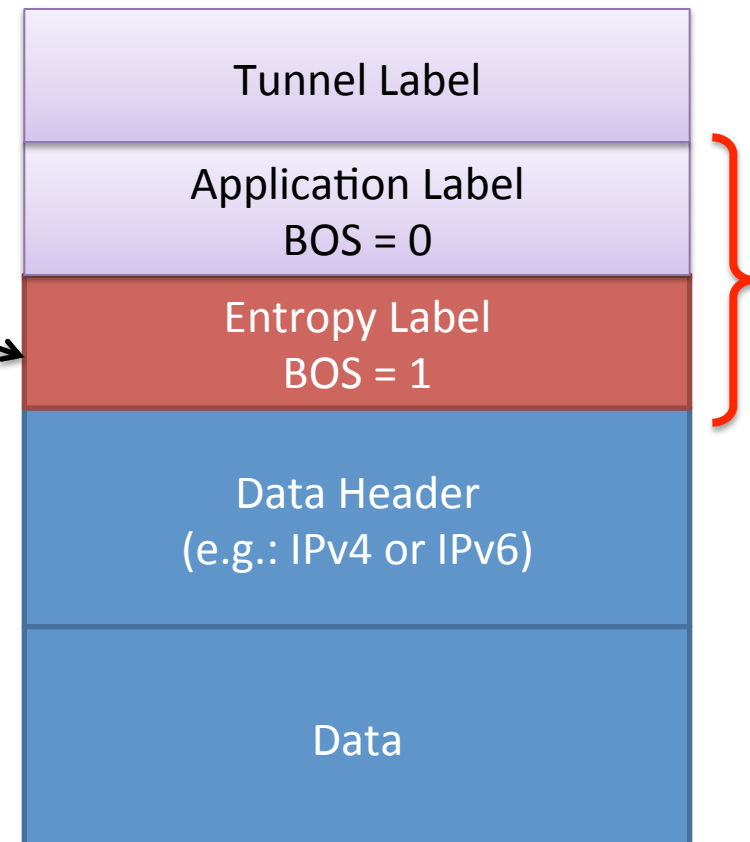 Tunnel Label
Application Label
BOS = 0
Entropy Label
BOS = 1
Data Header
(e.g.: IPv4 or IPv6)
Data